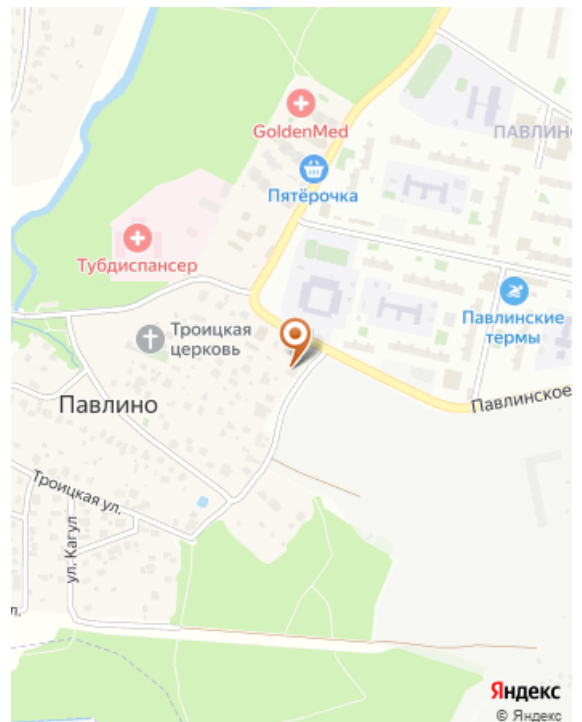 GoldenMed
ПАВЛИНО
Пятёрочка
Тубдиспансер
Троицкая
церковь
Павлинские
термы
Павлино
Павлинское
Троицкая ул.
ул. Кагул
л.
Яндекс
© Яндекс